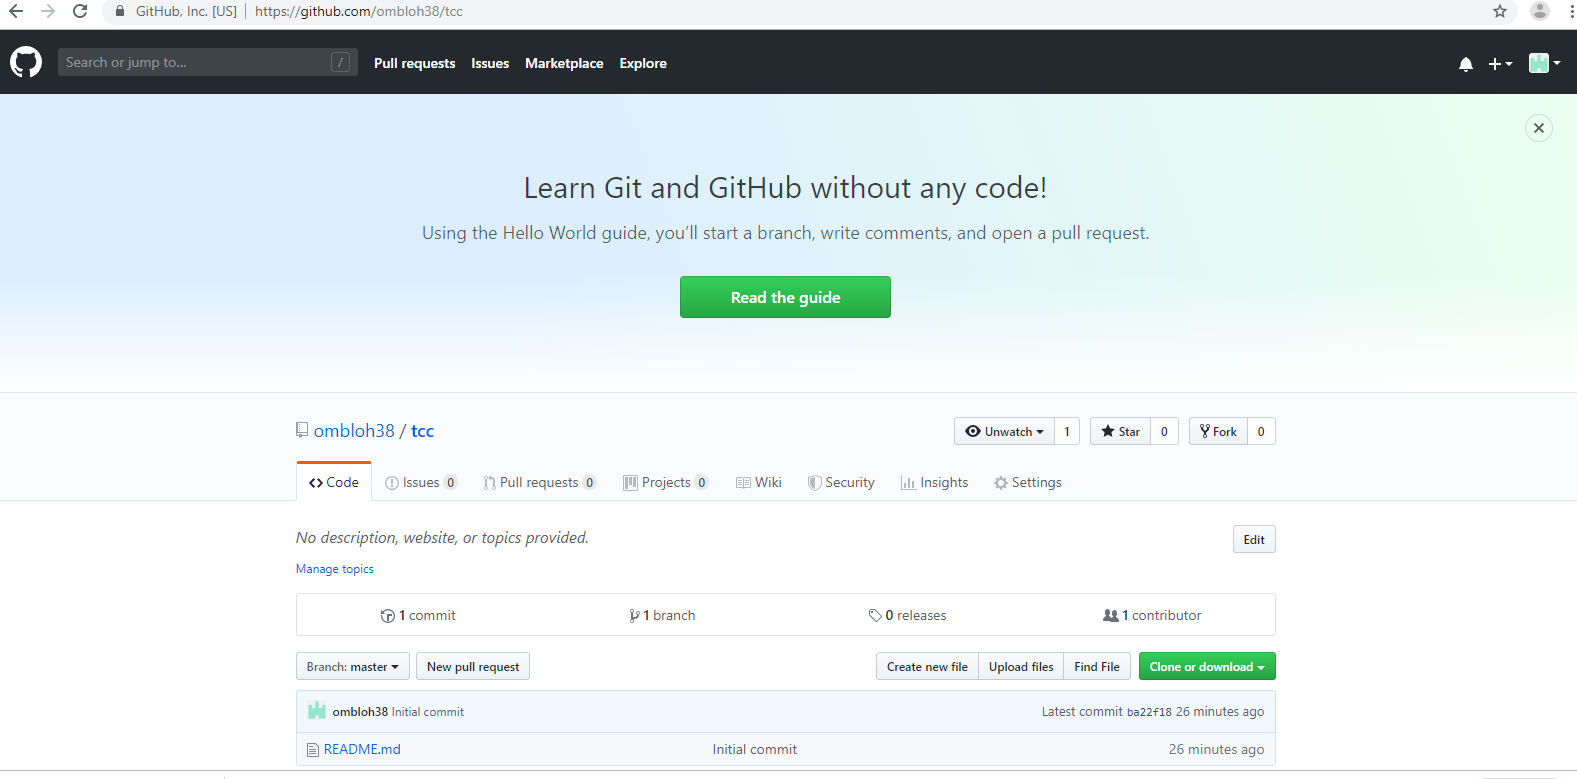 GitHub, Inc. [US] | https://github.com/ombloh38/tcc
Search or jump to... / Pull requests Issues Marketplace Explore
Learn Git and GitHub without any code!
Using the Hello World guide, you’ll start a branch, write comments, and open a pull request.
Read the guide
ombloh38 / tcc Unwatch 1 Star 0 Fork 0
Code Issues 0 Pull requests 0 Projects 0 Wiki Security Insights Settings
No description, website, or topics provided. Edit
Manage topics
1 commit 1 branch 0 releases 1 contributor
Branch: master New pull request Create new file Upload files Find File Clone or download
ombloh38 Initial commit Latest commit ba22f18 26 minutes ago
README.md Initial commit 26 minutes ago